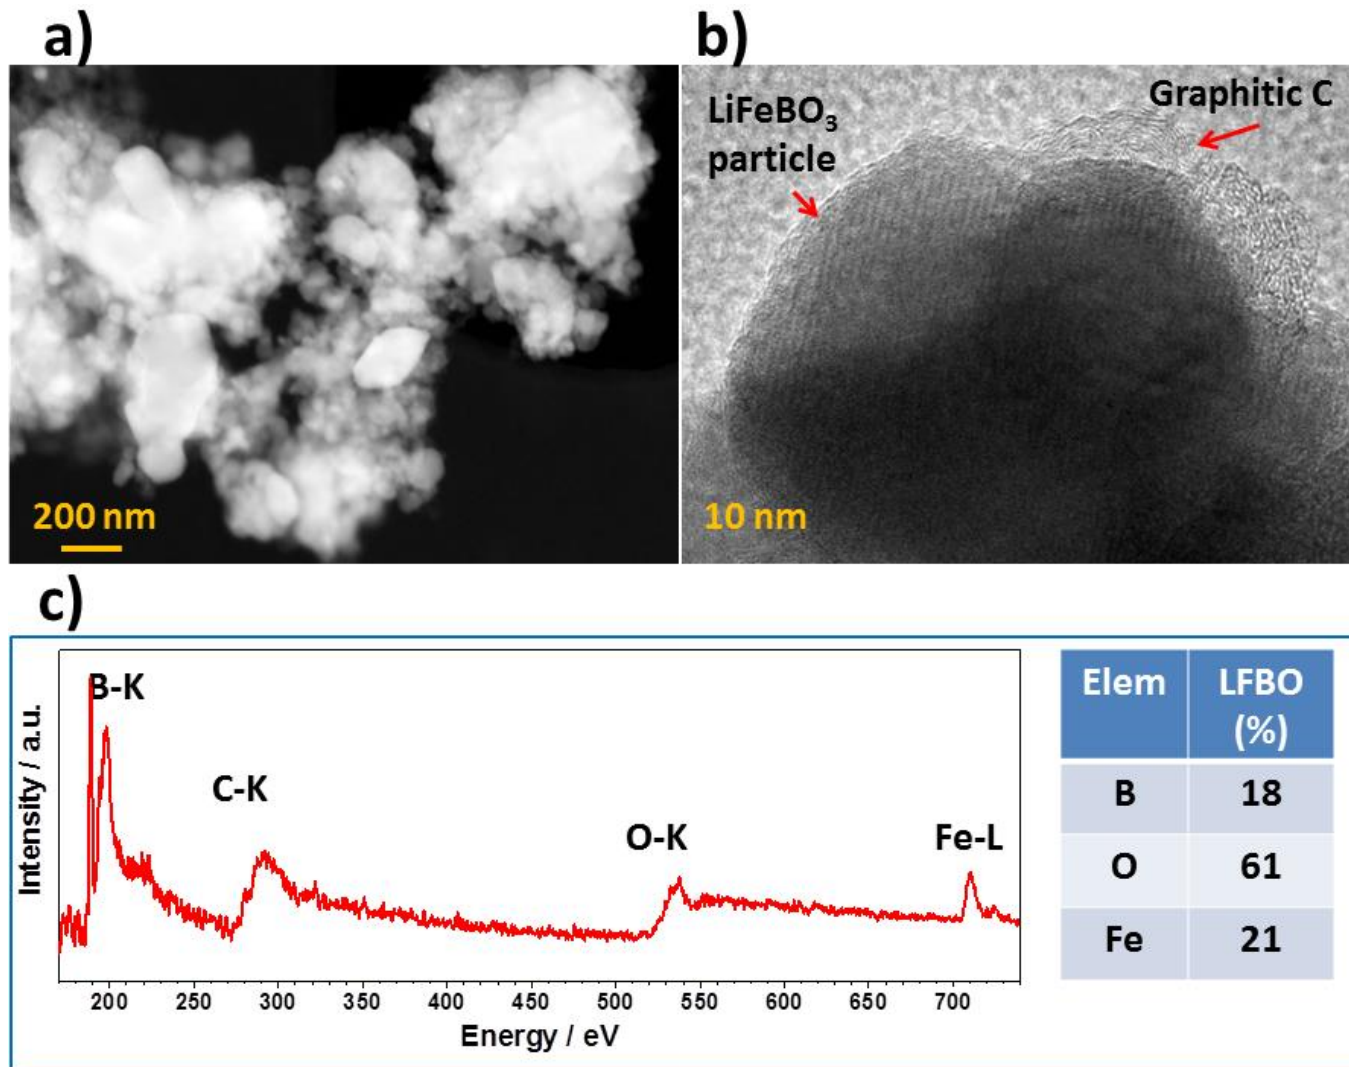 a)
b)
LiFeBO₃
particle
Graphitic C
200 nm
10 nm
c)
B-K
C-K
O-K
Fe-L
Intensity / a.u.
200 250 300 350 400 450 500 550 600 650 700
Energy / eV
Elem LFBO
(%)
B 18
O 61
Fe 21